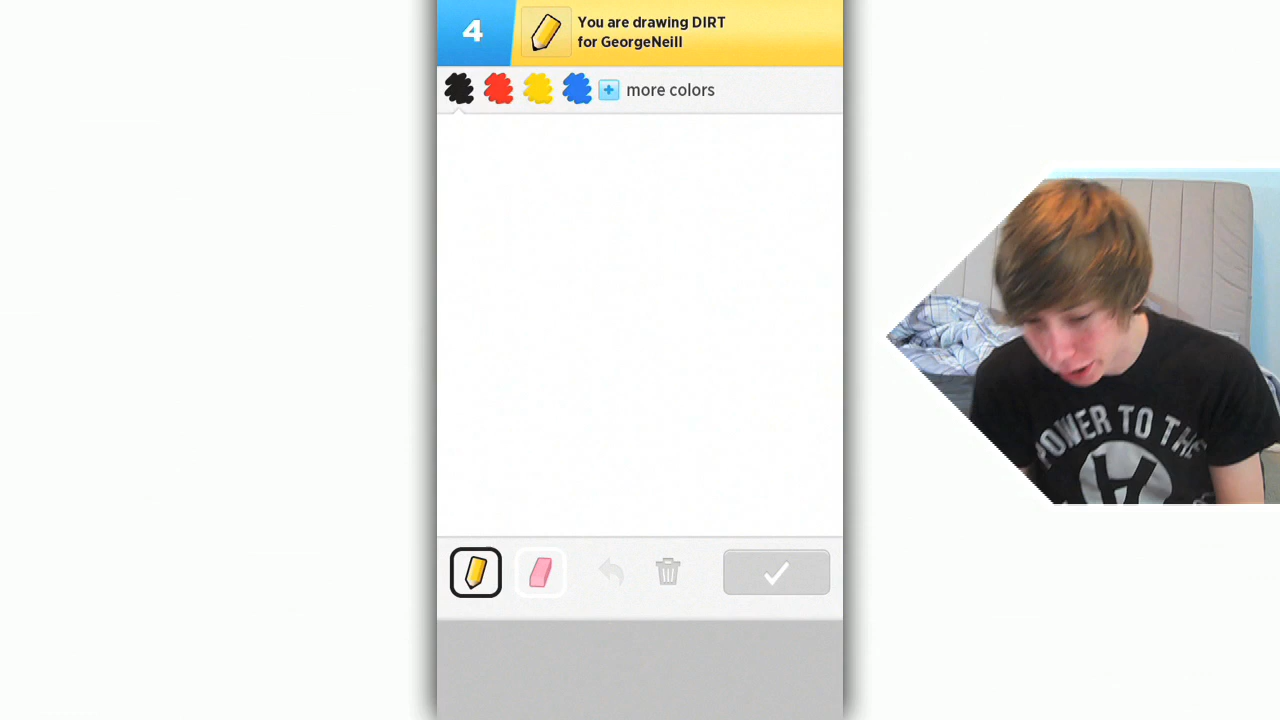 4
You are drawing DIRT
for GeorgeNeill
more colors
POWER TO THE